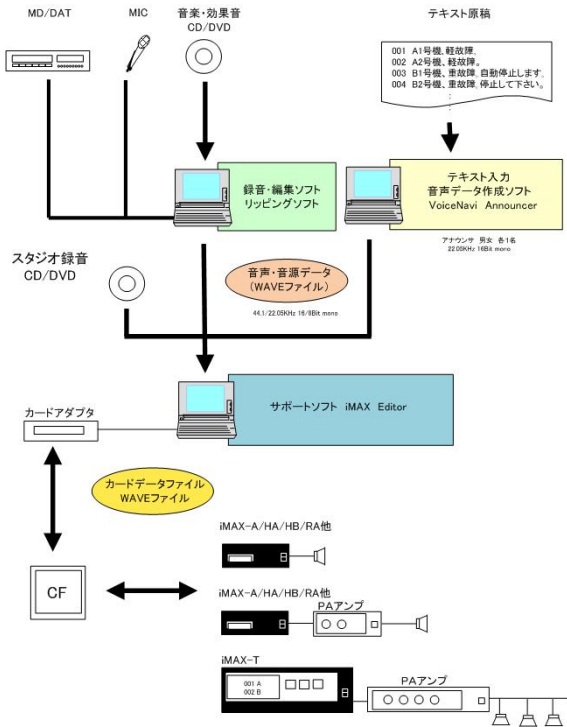 MD/DAT
MIC
音楽・効果音
CD/DVD
テキスト原稿
001 A1号機、軽故障。
002 A2号機、軽故障。
003 B1号機、重故障、自動停止します。
004 B2号機、重故障、停止して下さい。
録音・編集ソフト
リッピングソフト
テキスト入力
音声データ作成ソフト
VoiceNavi Announcer
アナウンサ 男女 各1名
22.00KHz 16Bit mono
スタジオ録音
CD/DVD
音声・音源データ
(WAVEファイル)
44.1/22.05KHz 16/8Bit mono
サポートソフト iMAX Editor
カードアダプタ
カードデータファイル
WAVEファイル
CF
iMAX-A/HA/HB/RA他
iMAX-A/HA/HB/RA他
PAアンプ
iMAX-T
001 A
002 B
PAアンプ